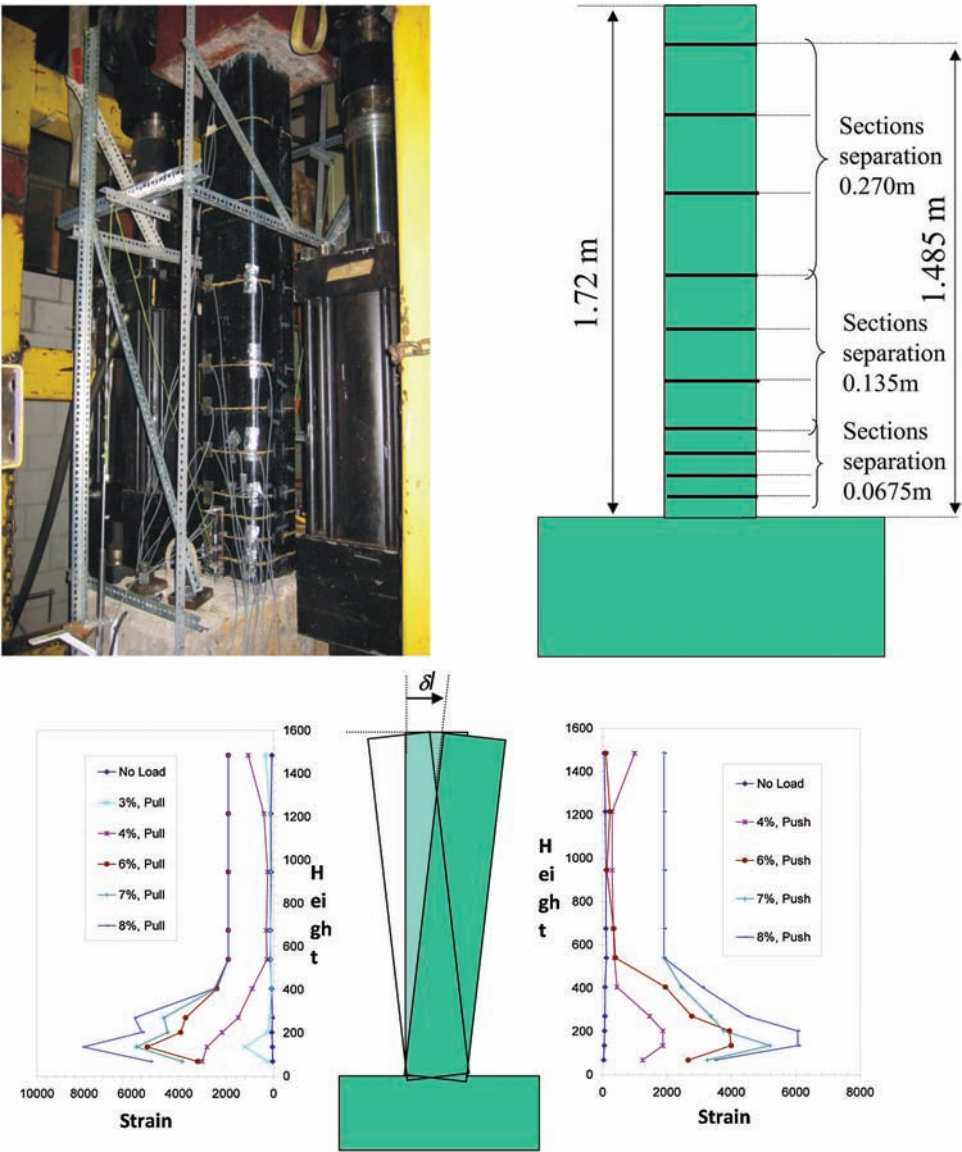 1.72 m
Sections
separation
0.270m
1.485 m
Sections
separation
0.135m
Sections
separation
0.0675m
δl
1600
1400
1200
1000
800
600
400
200
0
No Load
3%, Pull
4%, Pull
6%, Pull
7%, Pull
8%, Pull
H
ei
gh
t
10000 8000 6000 4000 2000 0
Strain
1600
1400
1200
1000
800
600
400
200
0
No Load
4%, Push
6%, Push
7%, Push
8%, Push
H
ei
gh
t
0 2000 4000 6000 8000
Strain